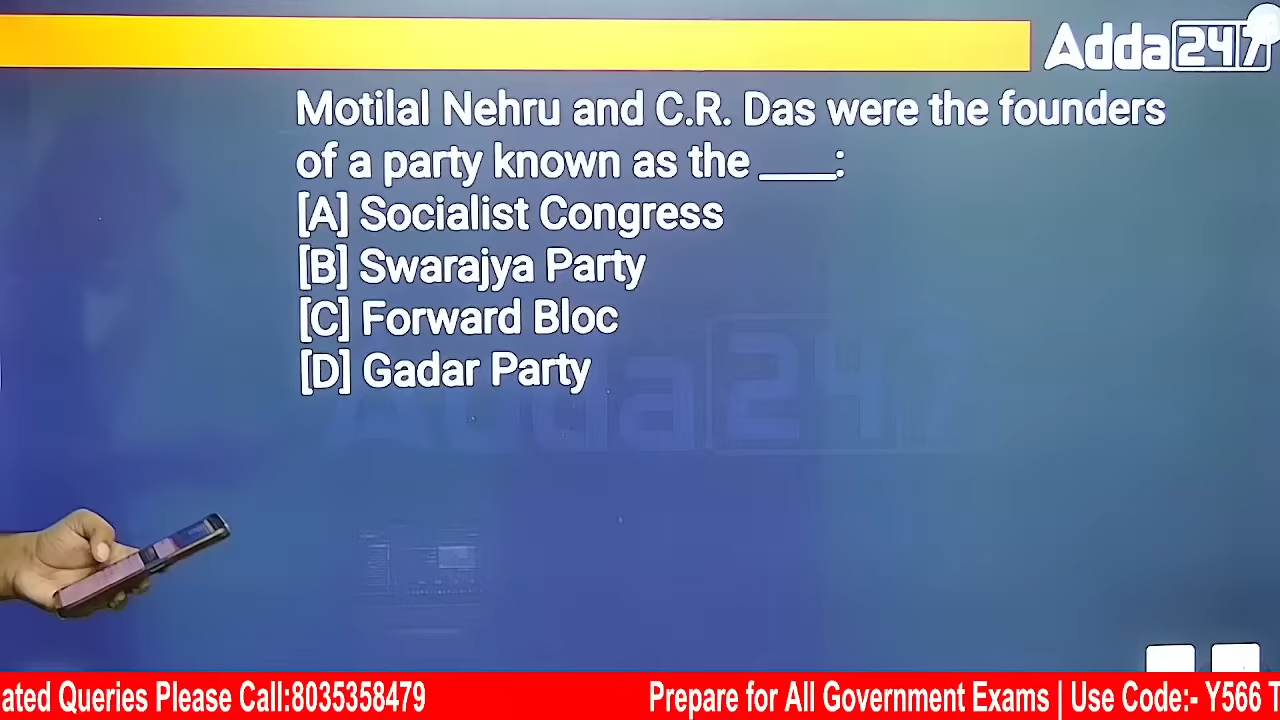 Adda247
Motilal Nehru and C.R. Das were the founders
of a party known as the ____:
[A] Socialist Congress
[B] Swarajya Party
[C] Forward Bloc
[D] Gadar Party
Adda247
ated Queries Please Call:8035358479 Prepare for All Government Exams | Use Code:- Y566 T